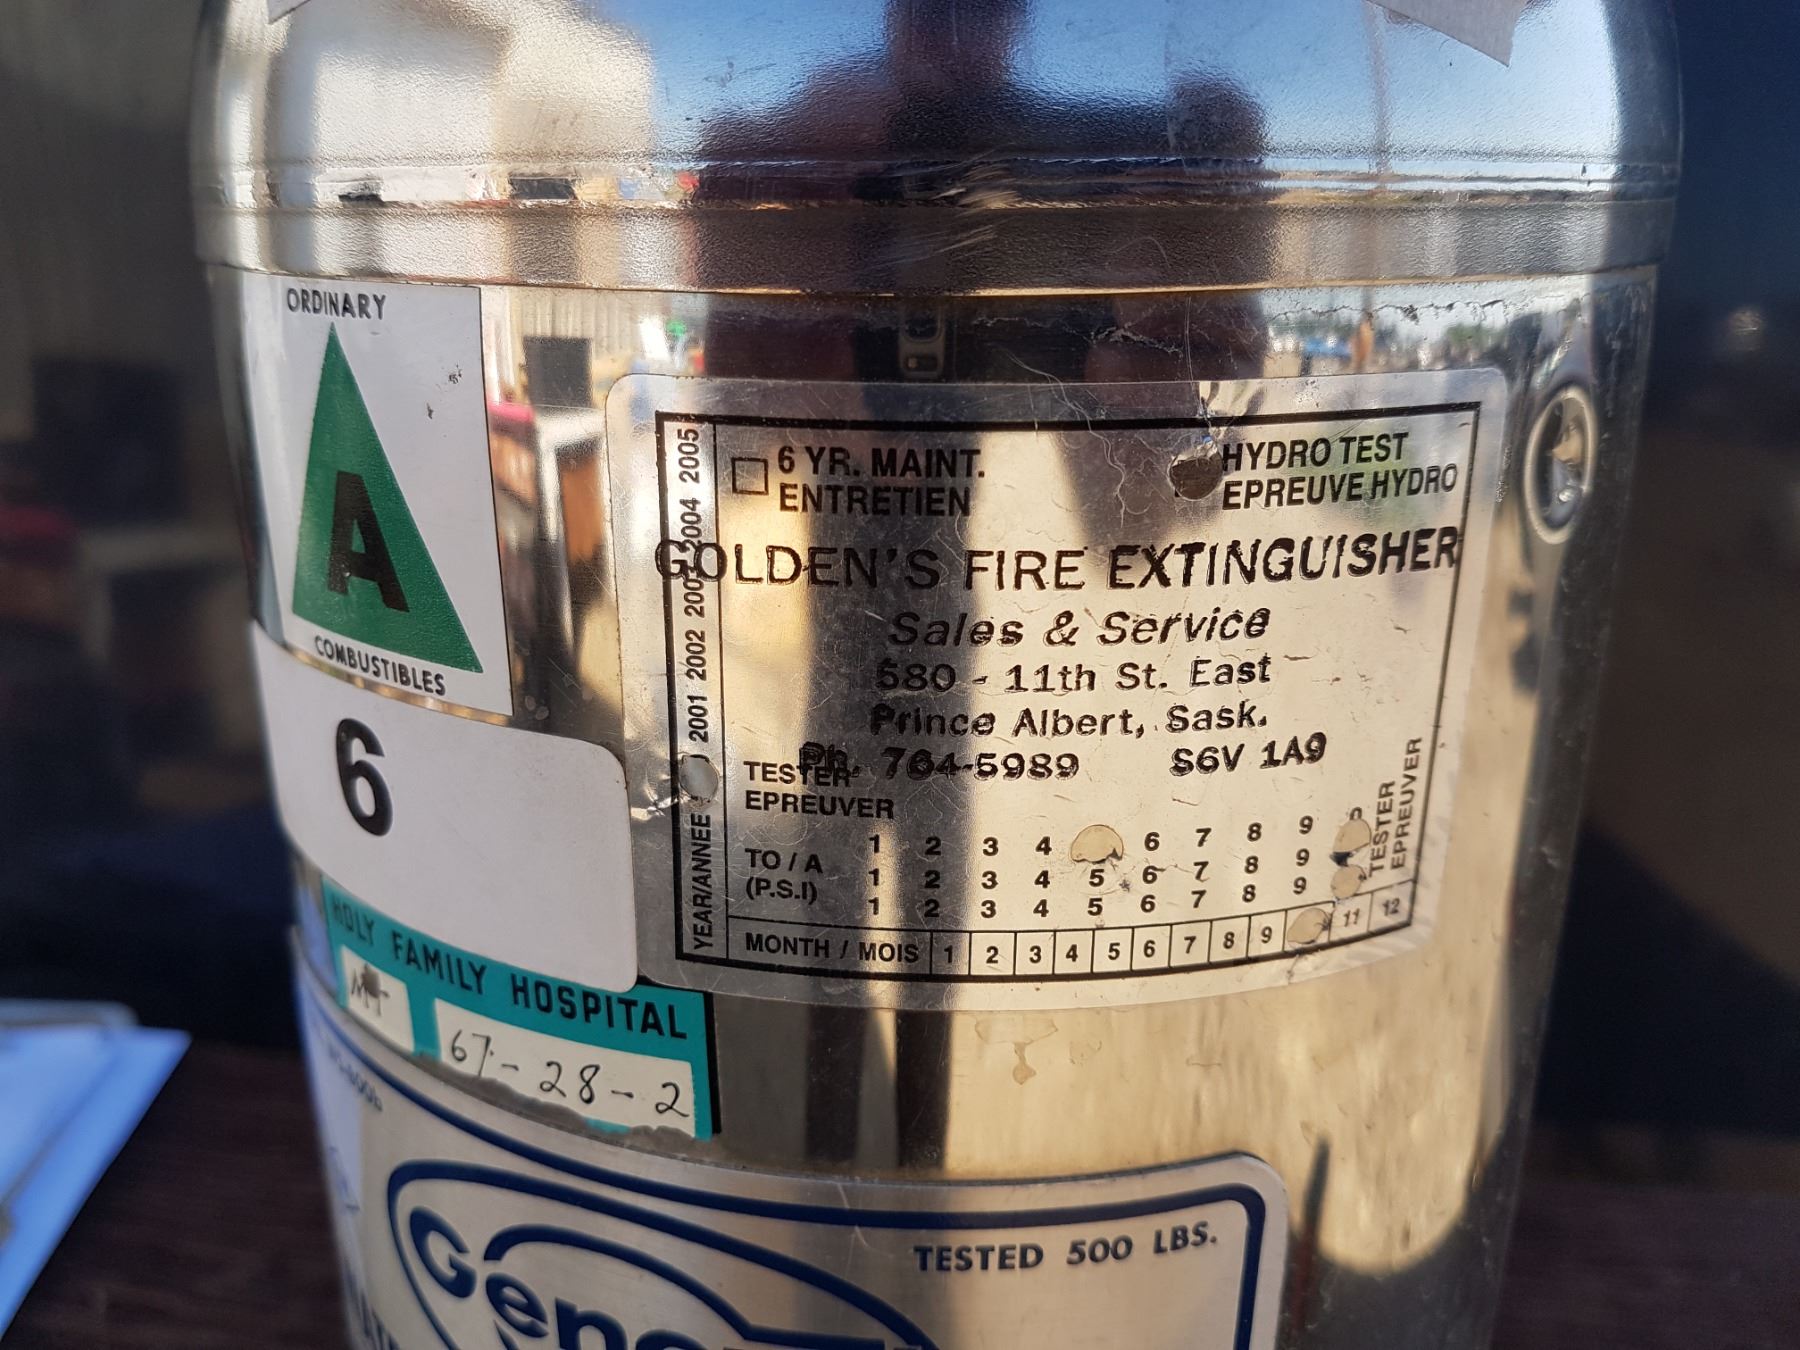 ORDINARY
A
COMBUSTIBLES
6
HOLY FAMILY HOSPITAL
67-28-2
6 YR. MAINT.
ENTRETIEN
HYDRO TEST
EPREUVE HYDRO
GOLDEN'S FIRE EXTINGUISHER
Sales & Service
580 - 11th St. East
Prince Albert, Sask.
Ph. 764-5989 S6V 1A9
YEAR/ANNEE 2001 2002 2003 2004 2005
TESTER
EPREUVER
TO / A
(P.S.I)
1 2 3 4 6 7 8 9 0
1 2 3 4 5 6 7 8 9
1 2 3 4 5 6 7 8 9
TESTER
EPREUVER
MONTH / MOIS 1 2 3 4 5 6 7 8 9 11 12
TESTED 500 LBS.